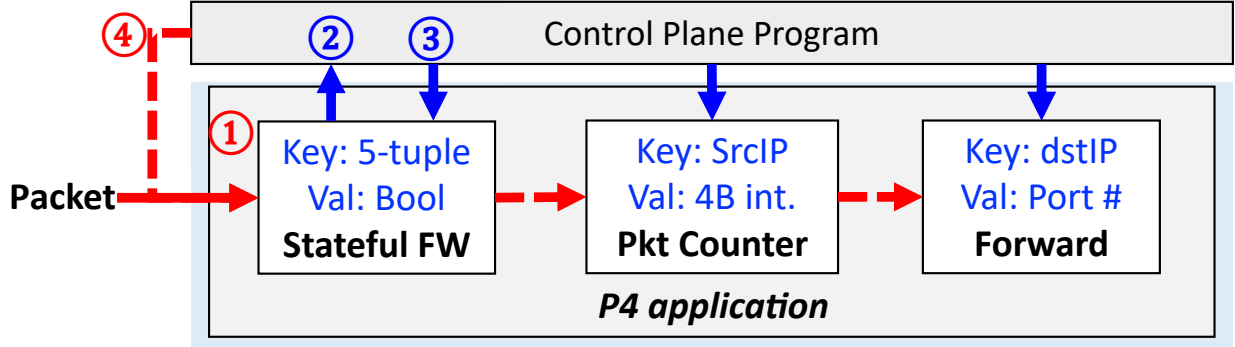 ④ ② ③ Control Plane Program
①
Packet
Key: 5-tuple
Val: Bool
Stateful FW
Key: SrcIP
Val: 4B int.
Pkt Counter
Key: dstIP
Val: Port #
Forward
P4 application